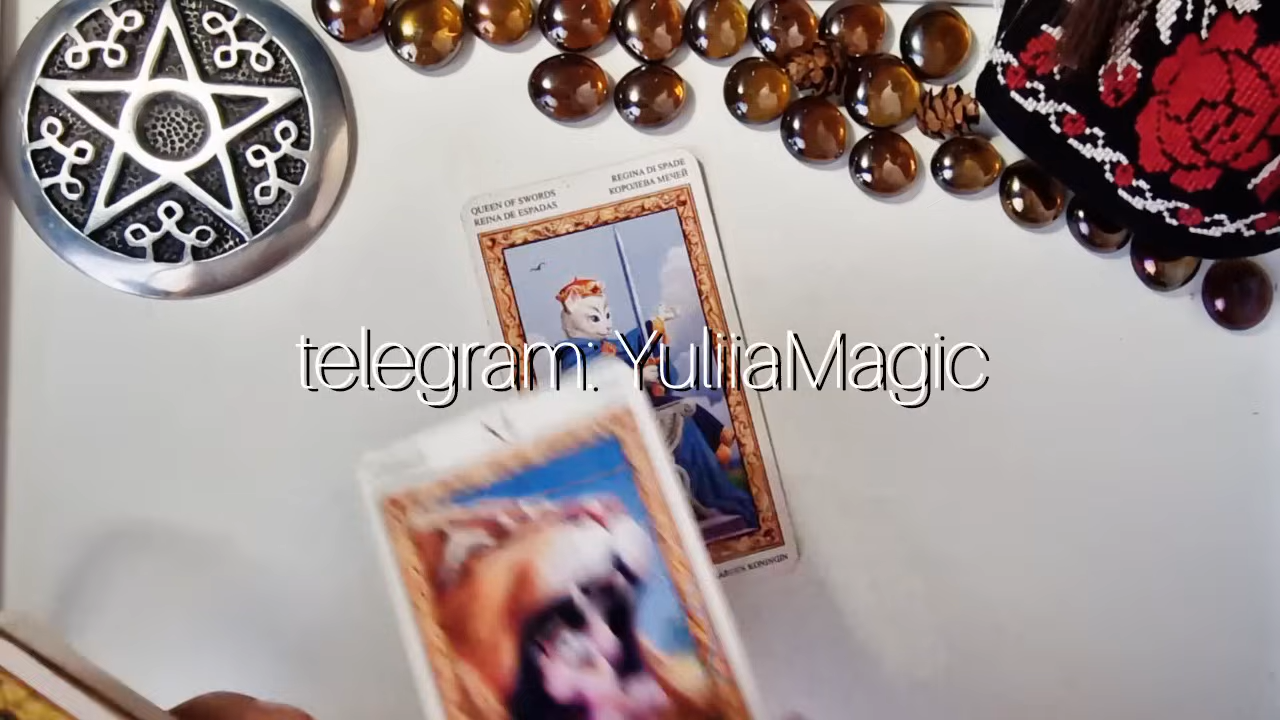 QUEEN OF SWORDS
REINA DE ESPADAS
REGINA DI SPADE
КОРОЛЕВА МЕЧЕЙ
telegram: YuliiaMagic
KONINGIN